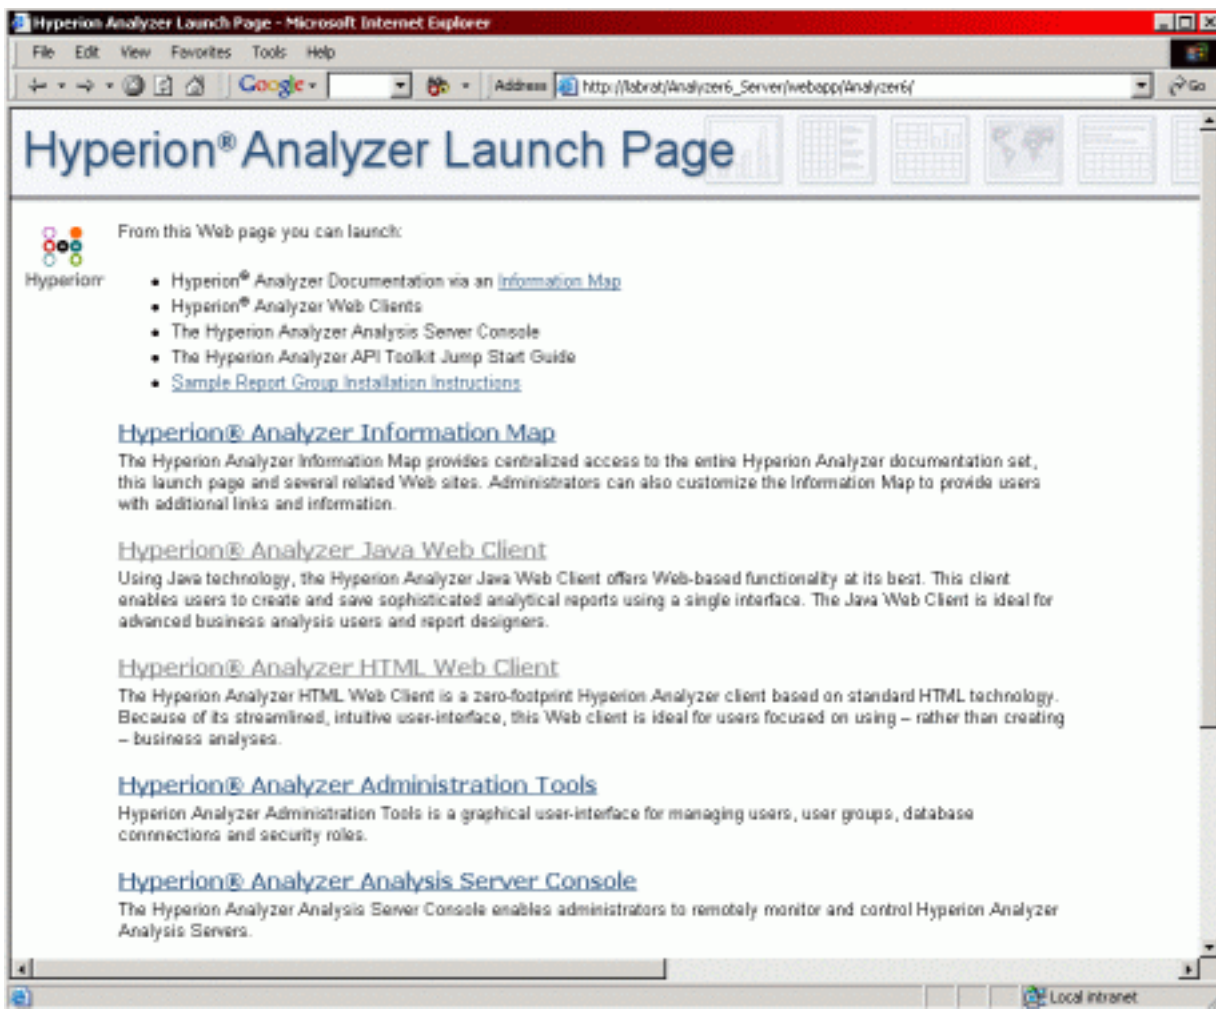 Hyperion Analyzer Launch Page - Microsoft Internet Explorer
File Edit View Favorites Tools Help
Google Address http://labrat/Analyzer6_Server/webapp/Analyzer6/ Go
Hyperion® Analyzer Launch Page
Hyperion
From this Web page you can launch:
• Hyperion® Analyzer Documentation via an Information Map
• Hyperion® Analyzer Web Clients
• The Hyperion Analyzer Analysis Server Console
• The Hyperion Analyzer API Toolkit Jump Start Guide
• Sample Report Group Installation Instructions
Hyperion® Analyzer Information Map
The Hyperion Analyzer Information Map provides centralized access to the entire Hyperion Analyzer documentation set,
this launch page and several related Web sites. Administrators can also customize the Information Map to provide users
with additional links and information.
Hyperion® Analyzer Java Web Client
Using Java technology, the Hyperion Analyzer Java Web Client offers Web-based functionality at its best. This client
enables users to create and save sophisticated analytical reports using a single interface. The Java Web Client is ideal for
advanced business analysis users and report designers.
Hyperion® Analyzer HTML Web Client
The Hyperion Analyzer HTML Web Client is a zero-footprint Hyperion Analyzer client based on standard HTML technology.
Because of its streamlined, intuitive user-interface, this Web client is ideal for users focused on using – rather than creating
– business analyses.
Hyperion® Analyzer Administration Tools
Hyperion Analyzer Administration Tools is a graphical user-interface for managing users, user groups, database
connnections and security roles.
Hyperion® Analyzer Analysis Server Console
The Hyperion Analyzer Analysis Server Console enables administrators to remotely monitor and control Hyperion Analyzer
Analysis Servers.
Local intranet